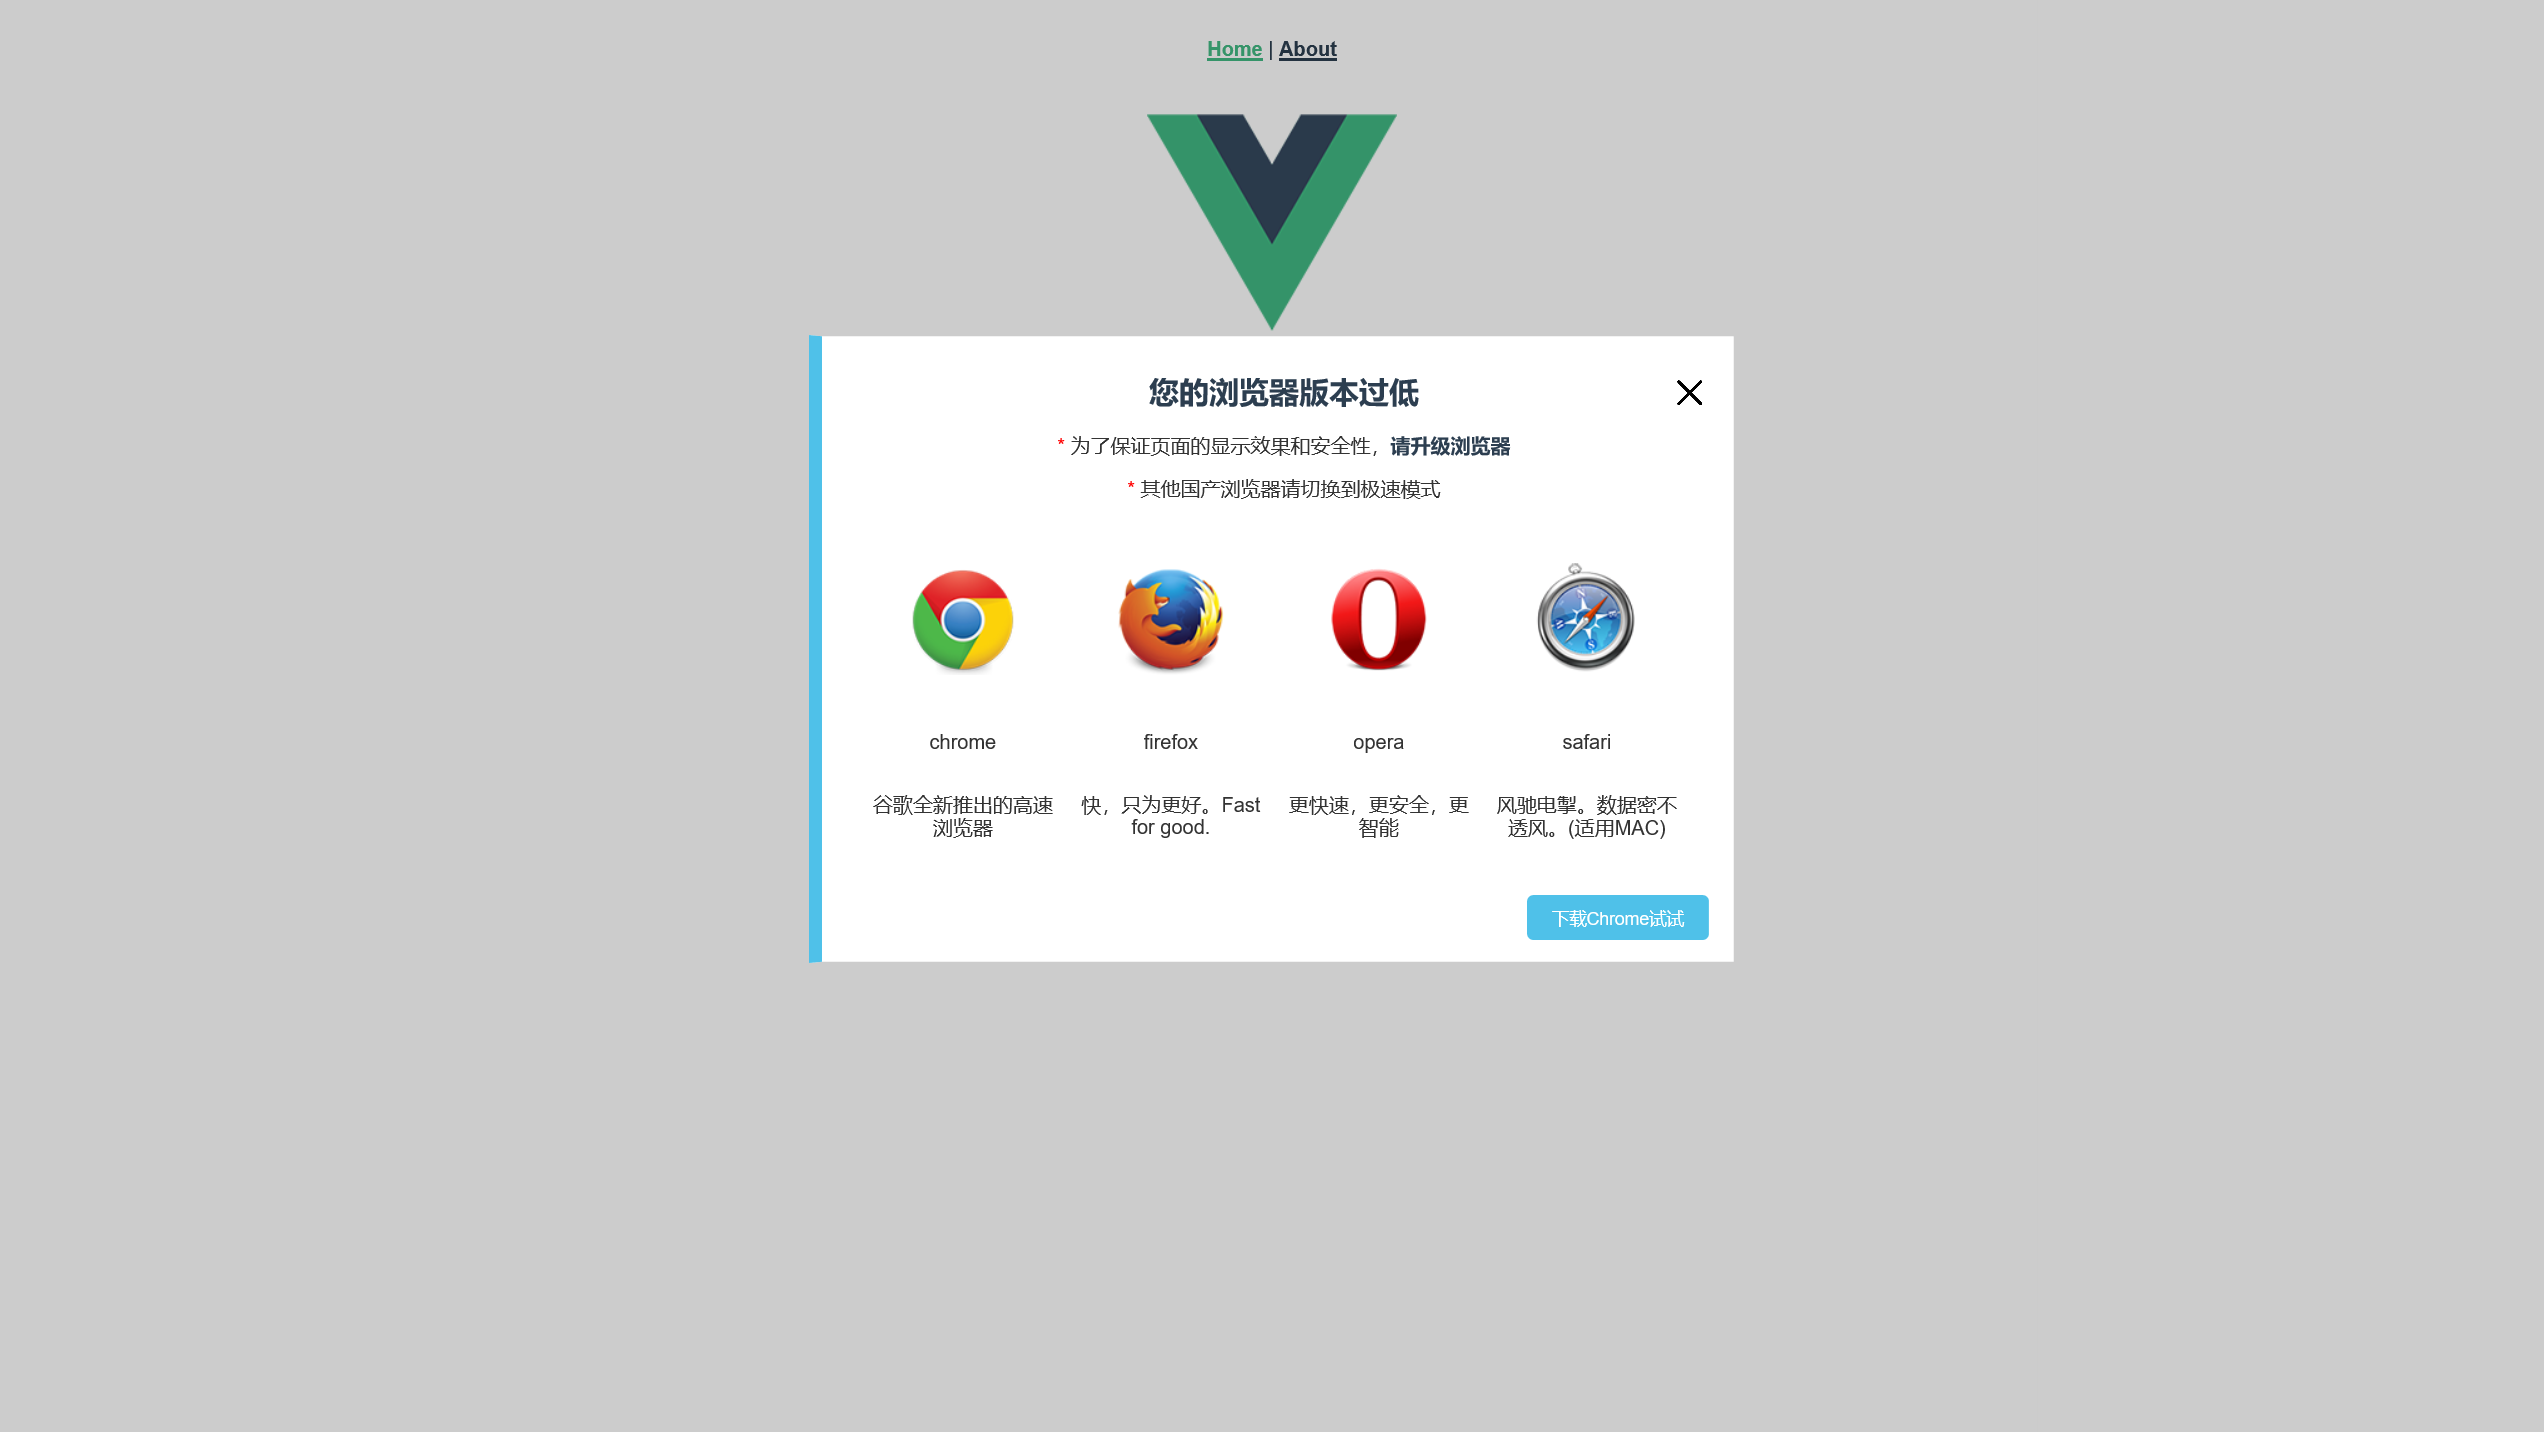 Home | About
您的浏览器版本过低
* 为了保证页面的显示效果和安全性，请升级浏览器
* 其他国产浏览器请切换到极速模式
chrome
firefox
opera
safari
谷歌全新推出的高速
浏览器
快，只为更好。Fast
for good.
更快速，更安全，更
智能
风驰电掣。数据密不
透风。(适用MAC)
下载Chrome试试